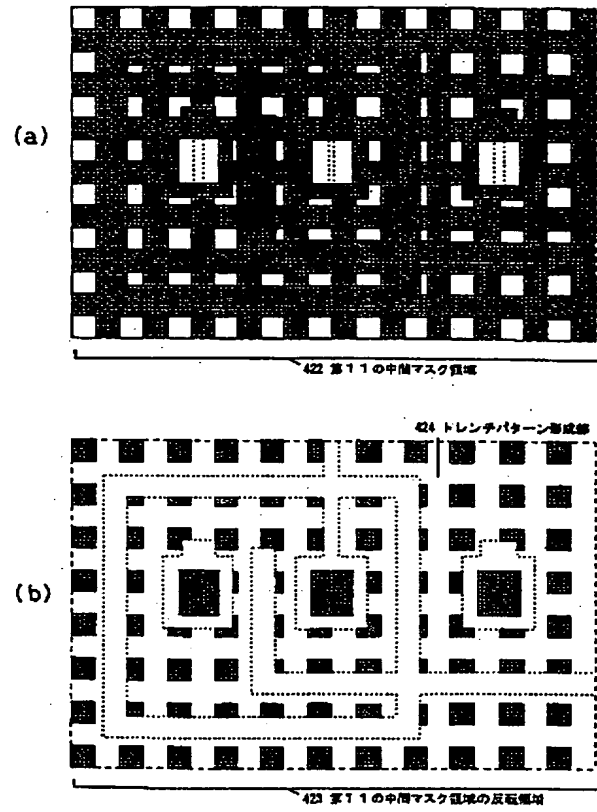 (a)
422 第11の中間マスク領域
424 トレンチパターン形成部
(b)
423 第11の中間マスク領域の反転領域